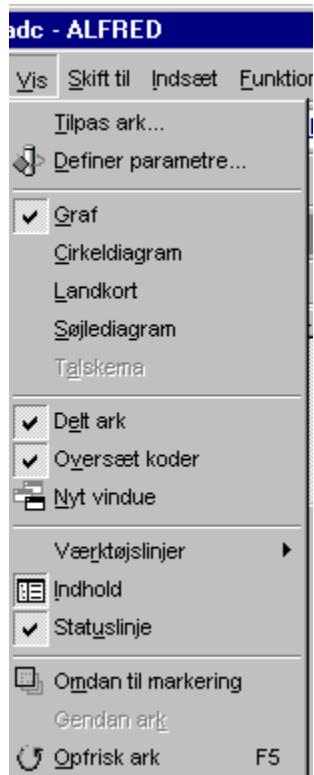 adc - ALFRED
Vis Skift til Indsæt Funktion
Tilpas ark...
Definer parametre...
Graf
Cirkeldiagram
Landkort
Søjlediagram
Talskema
Delt ark
Oversæt koder
Nyt vindue
Værktøjslinjer
Indhold
Statuslinje
Omdan til markering
Gendan ark
Opfrisk ark F5